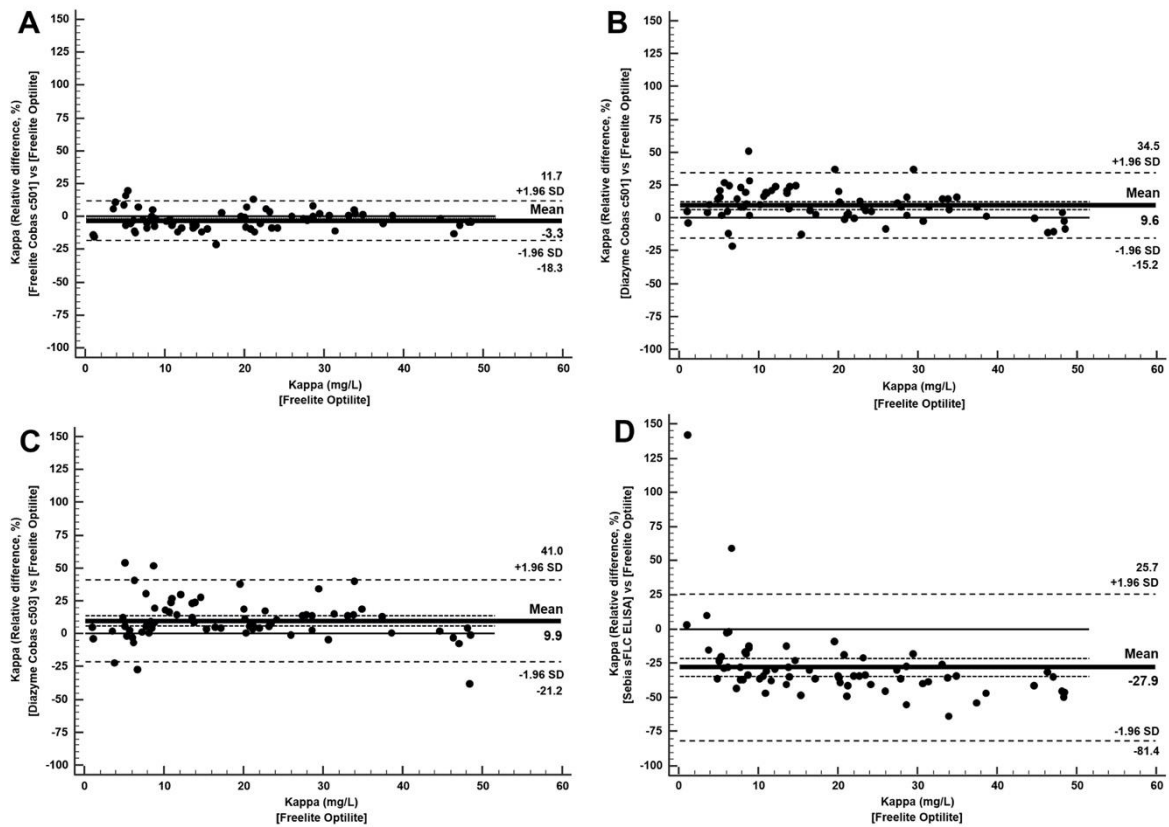 A
150
125
100
75
50
25
0
-25
-50
-75
-100
Kappa (Relative difference, %)
[Freelite Cobas c501] vs [Freelite Optilite]
11.7
+1.96 SD
Mean
-3.3
-1.96 SD
-18.3
0 10 20 30 40 50 60
Kappa (mg/L)
[Freelite Optilite]
B
150
125
100
75
50
25
0
-25
-50
-75
-100
Kappa (Relative difference, %)
[Diazyme Cobas c501] vs [Freelite Optilite]
34.5
+1.96 SD
Mean
9.6
-1.96 SD
-15.2
0 10 20 30 40 50 60
Kappa (mg/L)
[Freelite Optilite]
C
150
125
100
75
50
25
0
-25
-50
-75
-100
Kappa (Relative difference, %)
[Diazyme Cobas c503] vs [Freelite Optilite]
41.0
+1.96 SD
Mean
9.9
-1.96 SD
-21.2
0 10 20 30 40 50 60
Kappa (mg/L)
[Freelite Optilite]
D
150
125
100
75
50
25
0
-25
-50
-75
-100
Kappa (Relative difference, %)
[Sebia sFLC ELISA] vs [Freelite Optilite]
25.7
+1.96 SD
Mean
-27.9
-1.96 SD
-81.4
0 10 20 30 40 50 60
Kappa (mg/L)
[Freelite Optilite]